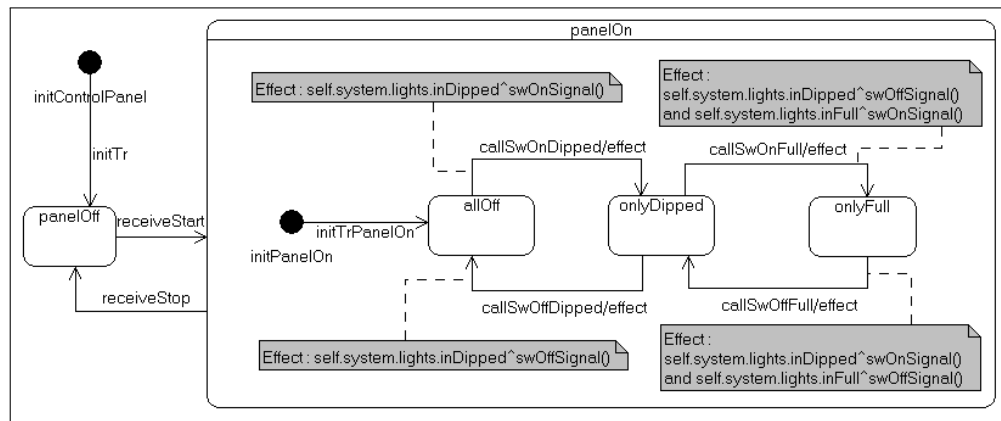 panelOn
initControlPanel
initTr
panelOff
receiveStart
receiveStop
Effect : self.system.lights.inDipped^swOnSignal()
Effect :
self.system.lights.inDipped^swOffSignal()
and self.system.lights.inFull^swOnSignal()
callSwOnDipped/effect
callSwOnFull/effect
allOff
onlyDipped
onlyFull
initTrPanelOn
initPanelOn
callSwOffDipped/effect
callSwOffFull/effect
Effect : self.system.lights.inDipped^swOffSignal()
Effect :
self.system.lights.inDipped^swOnSignal()
and self.system.lights.inFull^swOffSignal()